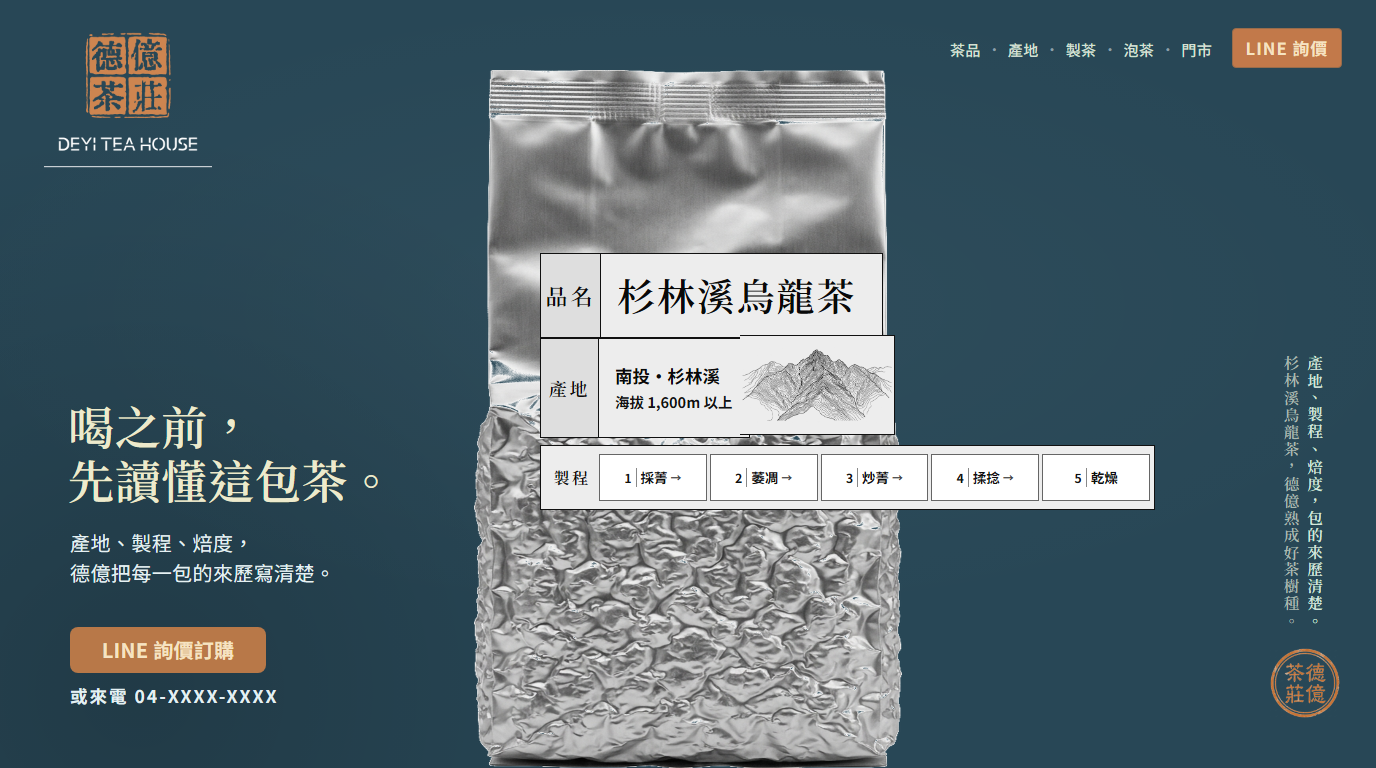 德億
茶莊
DEYI TEA HOUSE
茶品 · 產地 · 製茶 · 泡茶 · 門市
LINE 詢價
品名
杉林溪烏龍茶
產地
南投・杉林溪
海拔 1,600m 以上
製程
1 採菁→
2 萎凋→
3 炒菁→
4 揉捻→
5 乾燥
喝之前，
先讀懂這包茶。
產地、製程、焙度，
德億把每一包的來歷寫清楚。
LINE 詢價訂購
或來電 04-XXXX-XXXX
產地、製程、焙度，包的來歷清楚。
杉林溪烏龍茶，德億熟成好茶樹種。
德億
茶莊